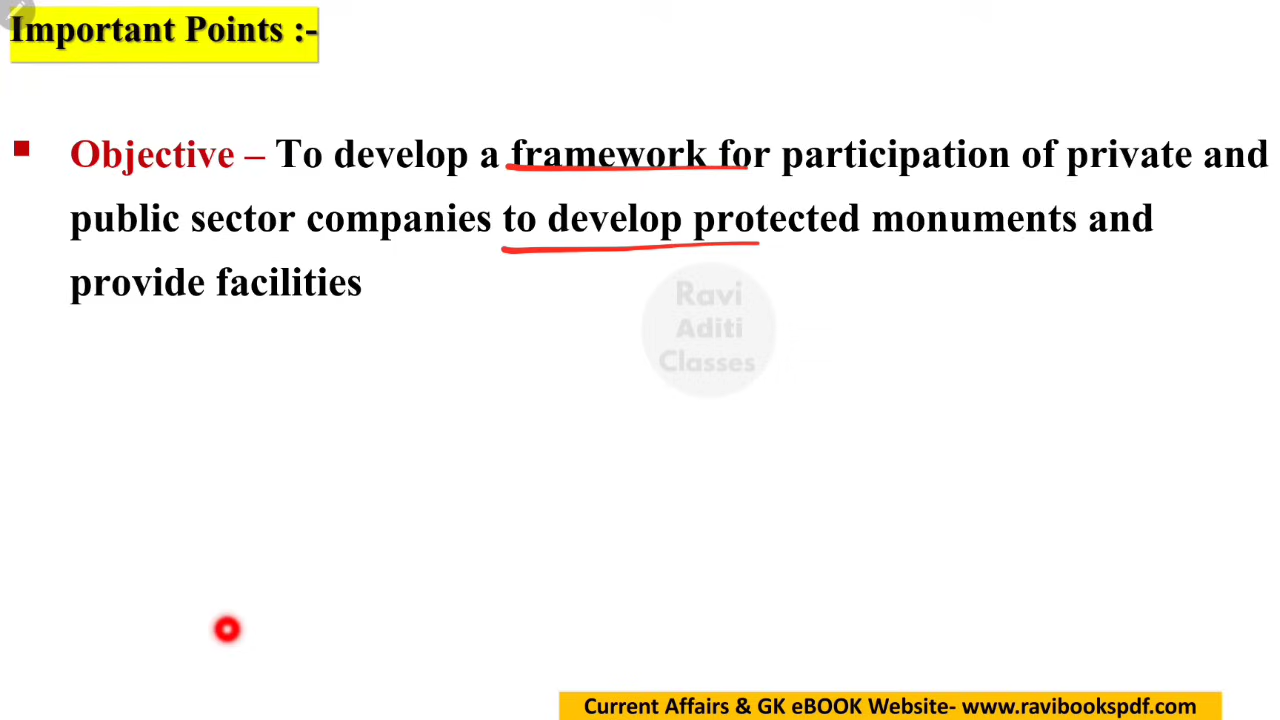 Important Points :-
Objective – To develop a framework for participation of private and
public sector companies to develop protected monuments and
provide facilities
Ravi
Aditi
Classes
Current Affairs & GK eBOOK Website- www.ravibookspdf.com